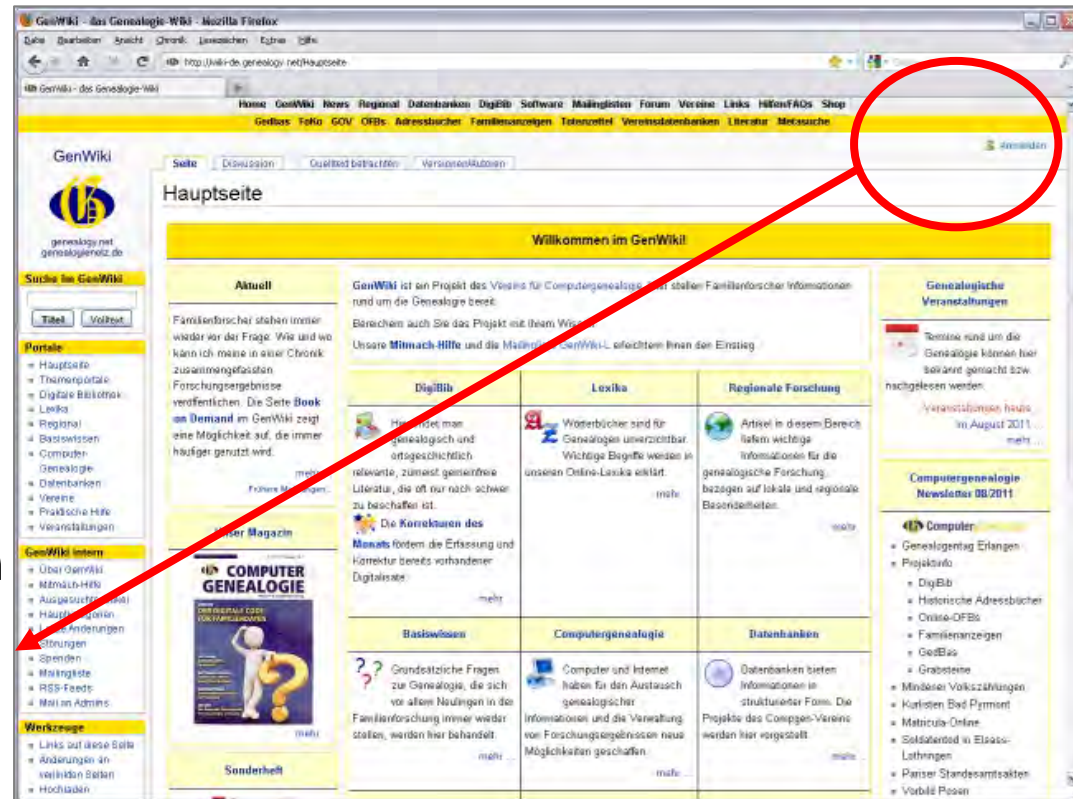 GenWiki - das Genealogie-Wiki - Mozilla Firefox
Datei Bearbeiten Ansicht Chronik Lesezeichen Extras Hilfe
http://wiki-de.genealogy.net/Hauptseite
GenWiki - das Genealogie-Wiki
Home GenWiki News Regional Datenbanken DigiBib Software Mailinglisten Forum Vereine Links Hilfen/FAQs Shop
Gedbas FoKo GOV OFBs Adressbücher Familienanzeigen Totenzettel Vereinsdatenbanken Literatur Metasuche
Anmelden
GenWiki
genealogy.net
genealogienetz.de
Seite Diskussion Quelltext betrachten Versionen/Autoren
Hauptseite
Willkommen im GenWiki!
Suche im GenWiki
Titel Volltext
Portale
Hauptseite
Themenportale
Digitale Bibliothek
Lexika
Regional
Basiswissen
Computer-
Genealogie
Datenbanken
Vereine
Praktische Hilfe
Veranstaltungen
GenWiki intern
Über GenWiki
Mitmach-Hilfe
Ausgesuchte
Letzte Änderungen
Störungen
Spenden
Mailingliste
RSS-Feeds
Mail an Admins
Werkzeuge
Links auf diese Seite
Änderungen an
verlinkten Seiten
Hochladen
Aktuell
Familienforscher stehen immer
wieder vor der Frage: Wie und wo
kann ich meine in einer Chronik
zusammengefassten
Forschungsergebnisse
veröffentlichen. Die Seite Book
on Demand im GenWiki zeigt
eine Möglichkeit auf, die immer
häufiger genutzt wird.
mehr
Frühere
Unser Magazin
COMPUTER
GENEALOGIE
DER DIGITALE CODE
FÜR FAMILIENDATEN
mehr
Sonderheft
GenWiki ist ein Projekt des Vereins für Computergenealogie. stellen Familienforscher Informationen
rund um die Genealogie bereit.
Bereichern auch Sie das Projekt mit Ihrem
Unsere Mitmach-Hilfe und die GenWiki-L erleichtern Ihnen den Einstieg.
DigiBib
man
genealogisch und
ortsgeschichtlich
relevante, zumeist gemeinfreie
Literatur, die oft nur noch schwer
zu beschaffen ist.
Die Korrekturen des
Monats fördern die Erfassung und
Korrektur bereits vorhandener
Digitalisate.
mehr
Lexika
Wörterbücher sind für
Genealogen unverzichtbar.
Wichtige Begriffe werden in
unseren Online-Lexika erklärt.
mehr
Regionale Forschung
Artikel in diesem Bereich
liefern wichtige
Informationen für die
genealogische Forschung,
bezogen auf lokale und regionale
Besonderheiten.
mehr
Basiswissen
Grundsätzliche Fragen
zur Genealogie, die sich
vor allem Neulingen in der
Familienforschung immer wieder
stellen, werden hier behandelt.
mehr ...
Computergenealogie
Computer und Internet
haben für den Austausch
genealogischer
Informationen und die Verwaltung
von Forschungsergebnissen neue
Möglichkeiten geschaffen.
mehr ...
Datenbanken
Datenbanken bieten
Informationen in
strukturierter Form. Die
Projekte des Compgen-Vereins
werden hier vorgestellt.
mehr ...
Genealogische
Veranstaltungen
Termine rund um die
Genealogie können hier
bekannt gemacht bzw.
nachgelesen werden.
Veranstaltungen heute
im August 2011 ...
mehr ...
Computergenealogie
Newsletter 08/2011
Computer
Genealogentag Erlangen
Projektinfo
DigiBib
Historische Adressbücher
Online-OFBs
Familienanzeigen
GedBas
Grabsteine
Mindener Volkszählungen
Kurlisten Bad Pyrmont
Matricula-Online
Soldatentod in Elsass-
Lothringen
Pariser Standesamtsakten
Vorbild Posen